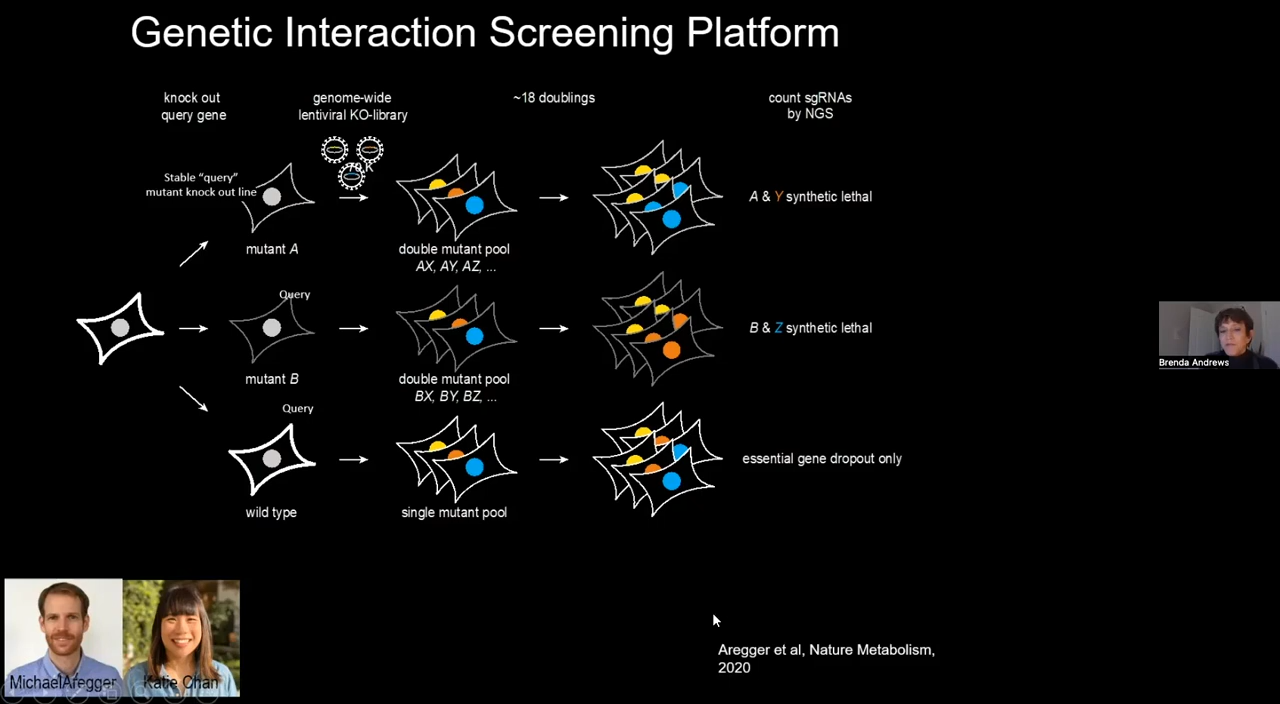 Genetic Interaction Screening Platform
knock out
query gene
genome-wide
lentiviral KO-library
~18 doublings
count sgRNAs
by NGS
Stable “query”
mutant knock out line
mutant A
double mutant pool
AX, AY, AZ, ...
A & Y synthetic lethal
Query
mutant B
double mutant pool
BX, BY, BZ, ...
B & Z synthetic lethal
Query
wild type
single mutant pool
essential gene dropout only
Brenda Andrews
MichaelAregger
Katie Chan
Aregger et al, Nature Metabolism,
2020